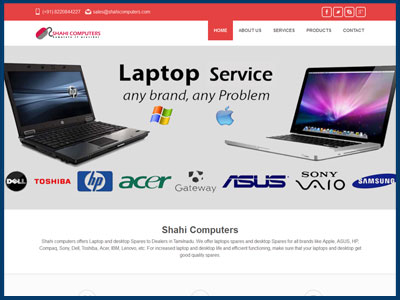 (+91)8220844227 sales@shahicomputers.com
SHAHI COMPUTERS
HOME ABOUT US SERVICES PRODUCTS CONTACT
Laptop Service
any brand, any Problem
DELL TOSHIBA hp acer Gateway ASUS SONY VAIO SAMSUNG
Shahi Computers
Shahi computers offers Laptop and desktop Spares to Dealers in Tamilnadu. We offer laptops spares and desktop Spares for all brands like Apple, ASUS, HP,
Compaq, Sony, Dell, Toshiba, Acer, IBM, Lenovo, etc. For increased laptop and desktop life and efficient functioning, make sure that your laptops and desktop get
good quality spares.